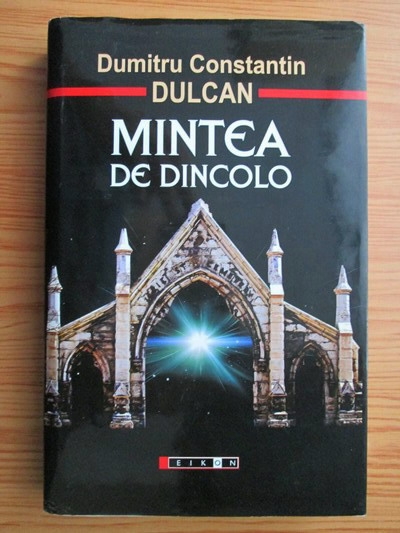 Dumitru Constantin
DULCAN
MINTEA
DE DINCOLO
EIKON